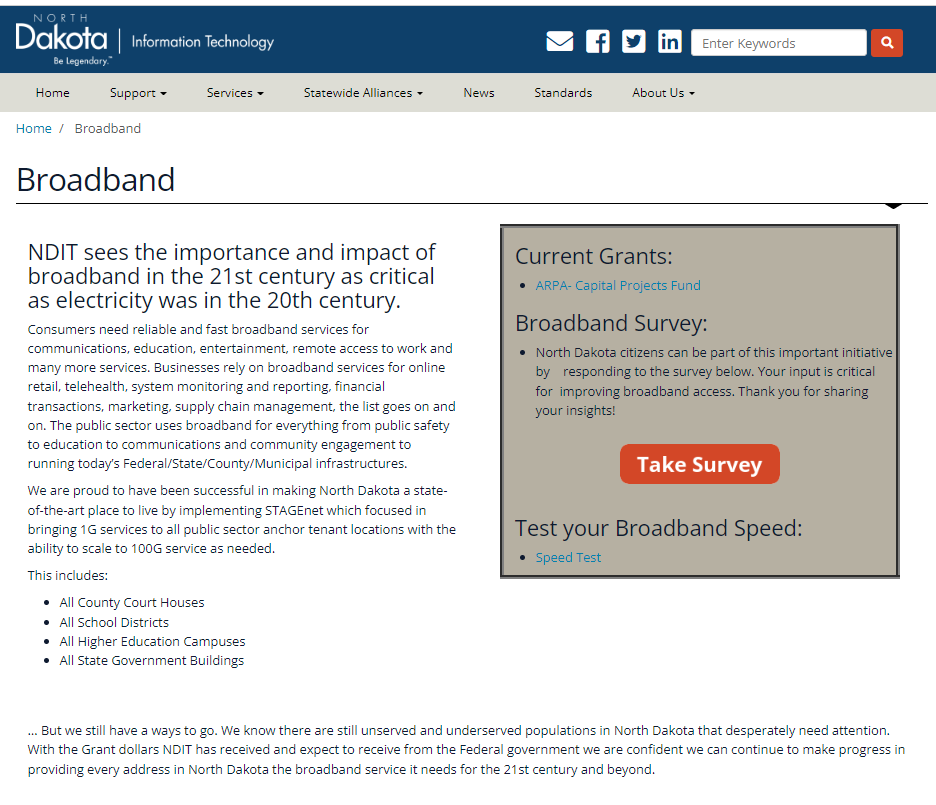 NORTH
Dakota
Be Legendary.™
Information Technology
in
Enter Keywords
Home Support Services Statewide Alliances News Standards About Us
Home / Broadband
Broadband
NDIT sees the importance and impact of
broadband in the 21st century as critical
as electricity was in the 20th century.
Consumers need reliable and fast broadband services for
communications, education, entertainment, remote access to work and
many more services. Businesses rely on broadband services for online
retail, telehealth, system monitoring and reporting, financial
transactions, marketing, supply chain management, the list goes on and
on. The public sector uses broadband for everything from public safety
to education to communications and community engagement to
running today's Federal/State/County/Municipal infrastructures.
We are proud to have been successful in making North Dakota a state-
of-the-art place to live by implementing STAGEnet which focused in
bringing 1G services to all public sector anchor tenant locations with the
ability to scale to 100G service as needed.
This includes:
• All County Court Houses
• All School Districts
• All Higher Education Campuses
• All State Government Buildings
Current Grants:
• ARPA- Capital Projects Fund
Broadband Survey:
• North Dakota citizens can be part of this important initiative
by responding to the survey below. Your input is critical
for improving broadband access. Thank you for sharing
your insights!
Take Survey
Test your Broadband Speed:
• Speed Test
... But we still have a ways to go. We know there are still unserved and underserved populations in North Dakota that desperately need attention.
With the Grant dollars NDIT has received and expect to receive from the Federal government we are confident we can continue to make progress in
providing every address in North Dakota the broadband service it needs for the 21st century and beyond.